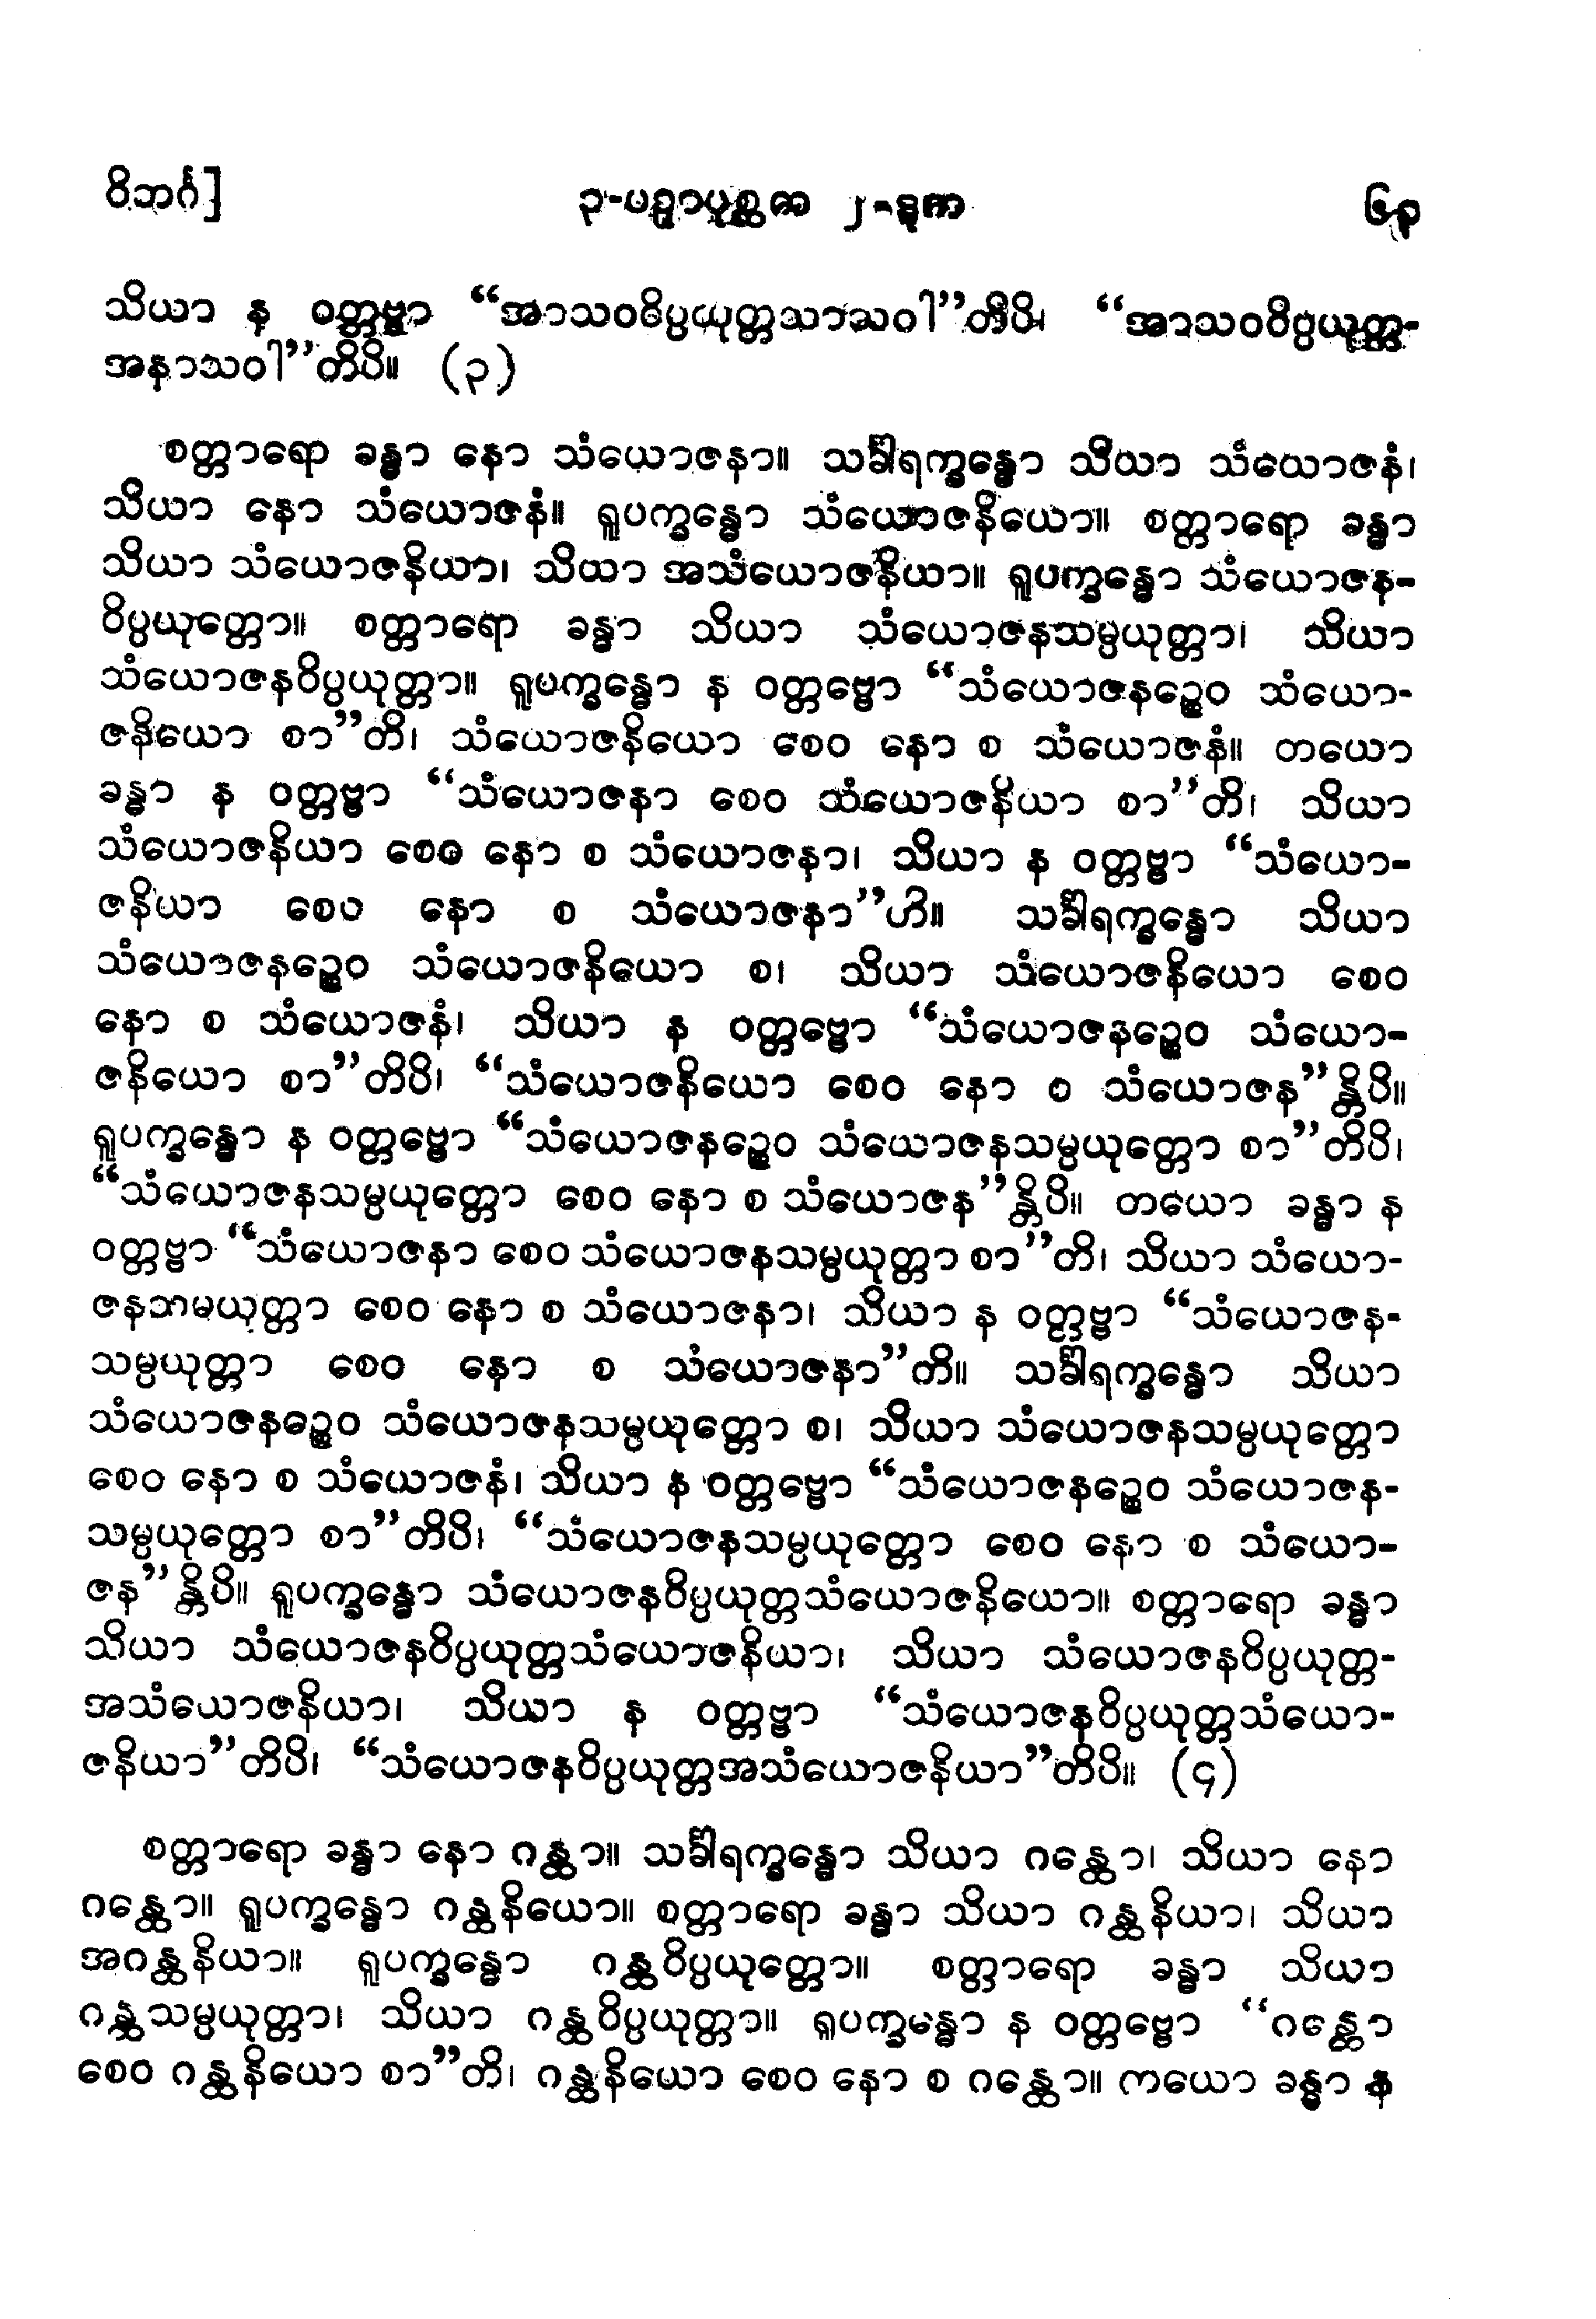 ဝိဘင်္ဂ] ၃-ပဉှာပုစ္ဆက ၂-ဒုက ၆၃
သိယာ န ဝတ္တဗ္ဗာ “အာသဝဝိပ္ပယုတ္တသာသဝါ”တိပိ၊ “အာသဝဝိပ္ပယုတ္တ-
အနာသဝါ”တိပိ။ (၃)
စတ္တာရော ခန္ဓာ နော သံယောဇနာ။ သင်္ခါရက္ခန္ဓော သိယာ သံယောဇနံ၊
သိယာ နော သံယောဇနံ။ ရူပက္ခန္ဓော သံယောဇနိယော။ စတ္တာရော ခန္ဓာ
သိယာ သံယောဇနိယာ၊ သိယာ အသံယောဇနိယာ။ ရူပက္ခန္ဓော သံယောဇန-
ဝိပ္ပယုတ္တော။ စတ္တာရော ခန္ဓာ သိယာ သံယောဇနသမ္ပယုတ္တာ၊ သိယာ
သံယောဇနဝိပ္ပယုတ္တာ။ ရူပက္ခန္ဓော န ဝတ္တဗ္ဗော “သံယောဇနဉ္စေဝ သံယော-
ဇနိယော စာ”တိ၊ သံယောဇနိယော စေဝ နော စ သံယောဇနံ။ တယော
ခန္ဓာ န ဝတ္တဗ္ဗာ “သံယောဇနာ စေဝ သံယောဇနိယာ စာ”တိ၊ သိယာ
သံယောဇနိယာ စေဝ နော စ သံယောဇနာ၊ သိယာ န ဝတ္တဗ္ဗာ “သံယော-
ဇနိယာ စေဝ နော စ သံယောဇနာ”ဟိ။ သင်္ခါရက္ခန္ဓော သိယာ
သံယောဇနဉ္စေဝ သံယောဇနိယော စ၊ သိယာ သံယောဇနိယော စေဝ
နော စ သံယောဇနံ၊ သိယာ န ဝတ္တဗ္ဗော “သံယောဇနဉ္စေဝ သံယော-
ဇနိယော စာ”တိပိ၊ “သံယောဇနိယော စေဝ နော စ သံယောဇန”န္တိပိ။
ရူပက္ခန္ဓော န ဝတ္တဗ္ဗော “သံယောဇနဉ္စေဝ သံယောဇနသမ္ပယုတ္တော စာ”တိပိ၊
“သံယောဇနသမ္ပယုတ္တော စေဝ နော စ သံယောဇန”န္တိပိ။ တယော ခန္ဓာ န
ဝတ္တဗ္ဗာ “သံယောဇနာ စေဝ သံယောဇနသမ္ပယုတ္တာ စာ”တိ၊ သိယာ သံယော-
ဇနသမ္ပယုတ္တာ စေဝ နော စ သံယောဇနာ၊ သိယာ န ဝတ္တဗ္ဗာ “သံယောဇန-
သမ္ပယုတ္တာ စေဝ နော စ သံယောဇနာ”တိ။ သင်္ခါရက္ခန္ဓော သိယာ
သံယောဇနဉ္စေဝ သံယောဇနသမ္ပယုတ္တော စ၊ သိယာ သံယောဇနသမ္ပယုတ္တော
စေဝ နော စ သံယောဇနံ၊ သိယာ န ဝတ္တဗ္ဗော “သံယောဇနဉ္စေဝ သံယောဇန-
သမ္ပယုတ္တော စာ”တိပိ၊ “သံယောဇနသမ္ပယုတ္တော စေဝ နော စ သံယော-
ဇန”န္တိပိ။ ရူပက္ခန္ဓော သံယောဇနဝိပ္ပယုတ္တသံယောဇနိယော။ စတ္တာရော ခန္ဓာ
သိယာ သံယောဇနဝိပ္ပယုတ္တသံယောဇနိယာ၊ သိယာ သံယောဇနဝိပ္ပယုတ္တ-
အသံယောဇနိယာ၊ သိယာ န ဝတ္တဗ္ဗာ “သံယောဇနဝိပ္ပယုတ္တသံယော-
ဇနိယာ”တိပိ၊ “သံယောဇနဝိပ္ပယုတ္တအသံယောဇနိယာ”တိပိ။ (၄)
စတ္တာရော ခန္ဓာ နော ဂန္ထာ။ သင်္ခါရက္ခန္ဓော သိယာ ဂန္ထော၊ သိယာ နော
ဂန္ထော။ ရူပက္ခန္ဓော ဂန္ထနိယော။ စတ္တာရော ခန္ဓာ သိယာ ဂန္ထနိယာ၊ သိယာ
အဂန္ထနိယာ။ ရူပက္ခန္ဓော ဂန္ထဝိပ္ပယုတ္တော။ စတ္တာရော ခန္ဓာ သိယာ
ဂန္ထသမ္ပယုတ္တာ၊ သိယာ ဂန္ထဝိပ္ပယုတ္တာ။ ရူပက္ခန္ဓော န ဝတ္တဗ္ဗော “ဂန္ထော
စေဝ ဂန္ထနိယော စာ”တိ၊ ဂန္ထနိယော စေဝ နော စ ဂန္ထော။ ကယော ခန္ဓာ န